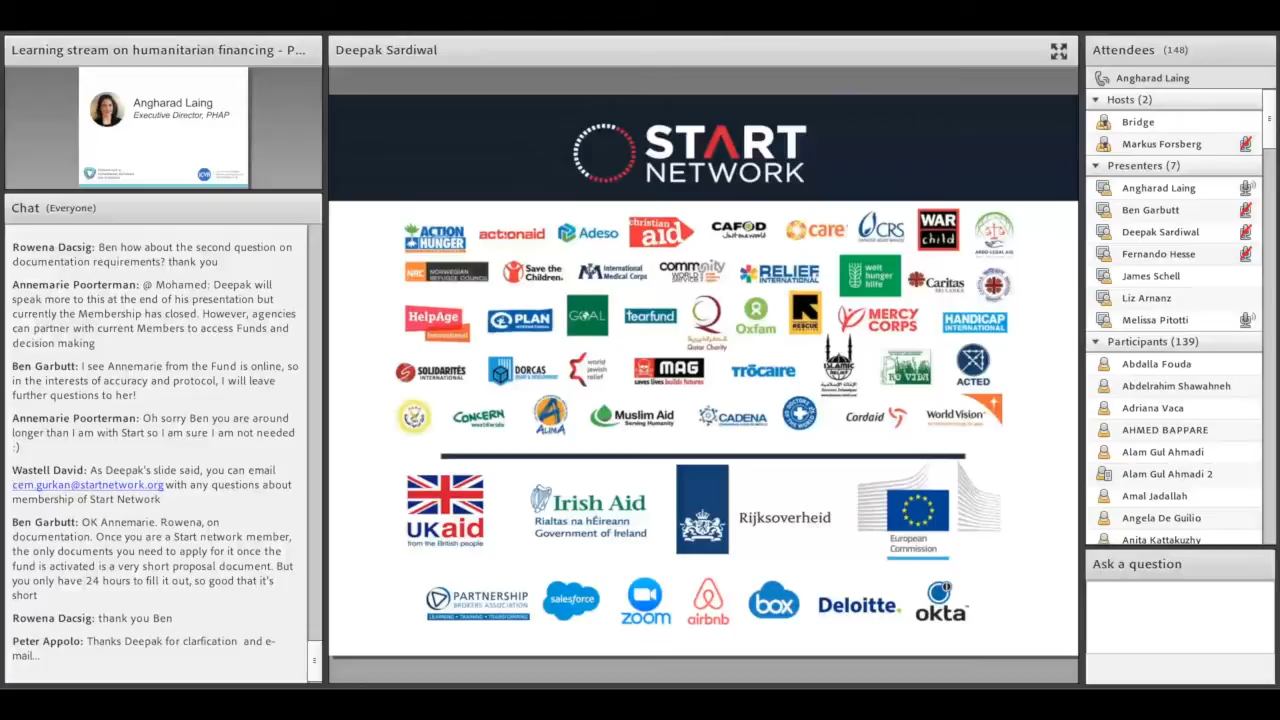 Learning stream on humanitarian financing - P...
Angharad Laing
Executive Director, PHAP
Chat (Everyone)
Rowena Dacsig: Ben how about the second question on
documentation requirements? thank you
Annemarie Poorterman: @ Mohamed: Deepak will
speak more to this at the end of his presentation but
currently the Membership has closed. However, agencies
can partner with current Members to access Funds and
decision making
Ben Garbutt: I see Annemarie from the Fund is online, so
in the interests of accuracy and protocol, I will leave
further questions to her!
Annemarie Poorterman: Oh sorry Ben you are around
longer than I am with Start so I am sure I am not needed
:)
Wastell David: As Deepak's slide said, you can email
cem.gurkan@startnetwork.org with any questions about
membership of Start Network
Ben Garbutt: OK Annemarie. Rowena, on
documentation. Once you are a Start network member,
the only documents you need to apply for it once the
fund is activated is a very short proposal document. But
you only have 24 hours to fill it out, so good that it's
short
Rowena Dacsig: thank you Ben
Peter Appolo: Thanks Deepak for clarfication and e-
mail...
Deepak Sardiwal
START
NETWORK
ACTION
HUNGER
actionaid
Adeso
christian
aid
CAFOD
Just one world
care
CRS
WAR
child
NRC NORWEGIAN
REFUGEE COUNCIL
Save the
Children.
International
Medical Corps
community
WORLD
service
RELIEF
INTERNATIONAL
welt
hunger
hilfe
Caritas
SRI LANKA
HelpAge
International
PLAN
INTERNATIONAL
GOAL
tearfund
Qatar Charity
Oxfam
RESCUE
MERCY
CORPS
HANDICAP
INTERNATIONAL
SOLIDARITÉS
INTERNATIONAL
DORCAS
world
jewish
relief
MAG
saves lives builds futures
trócaire
ISLAMIC
RELIEF
ACTED
CONCERN
worldwide
ALIMA
Muslim Aid
Serving Humanity
CADENA
DOCTORS
WORLD
Cordaid
World Vision
UKaid
from the British people
Irish Aid
Rialtas na hÉireann
Government of Ireland
Rijksoverheid
European
Commission
PARTNERSHIP
BROKERS ASSOCIATION
LEARNING • TRAINING • TRANSFORMING
salesforce
zoom
airbnb
box
Deloitte.
okta
Attendees (148)
Angharad Laing
Hosts (2)
Bridge
Markus Forsberg
Presenters (7)
Angharad Laing
Ben Garbutt
Deepak Sardiwal
Fernando Hesse
James Schell
Liz Arnanz
Melissa Pitotti
Participants (139)
Abdalla Fouda
Abdelrahim Shawahneh
Adriana Vaca
AHMED BAPPARE
Alam Gul Ahmadi
Alam Gul Ahmadi 2
Amal Jadallah
Angela De Guilio
Anita Kattakuzhy
Ask a question